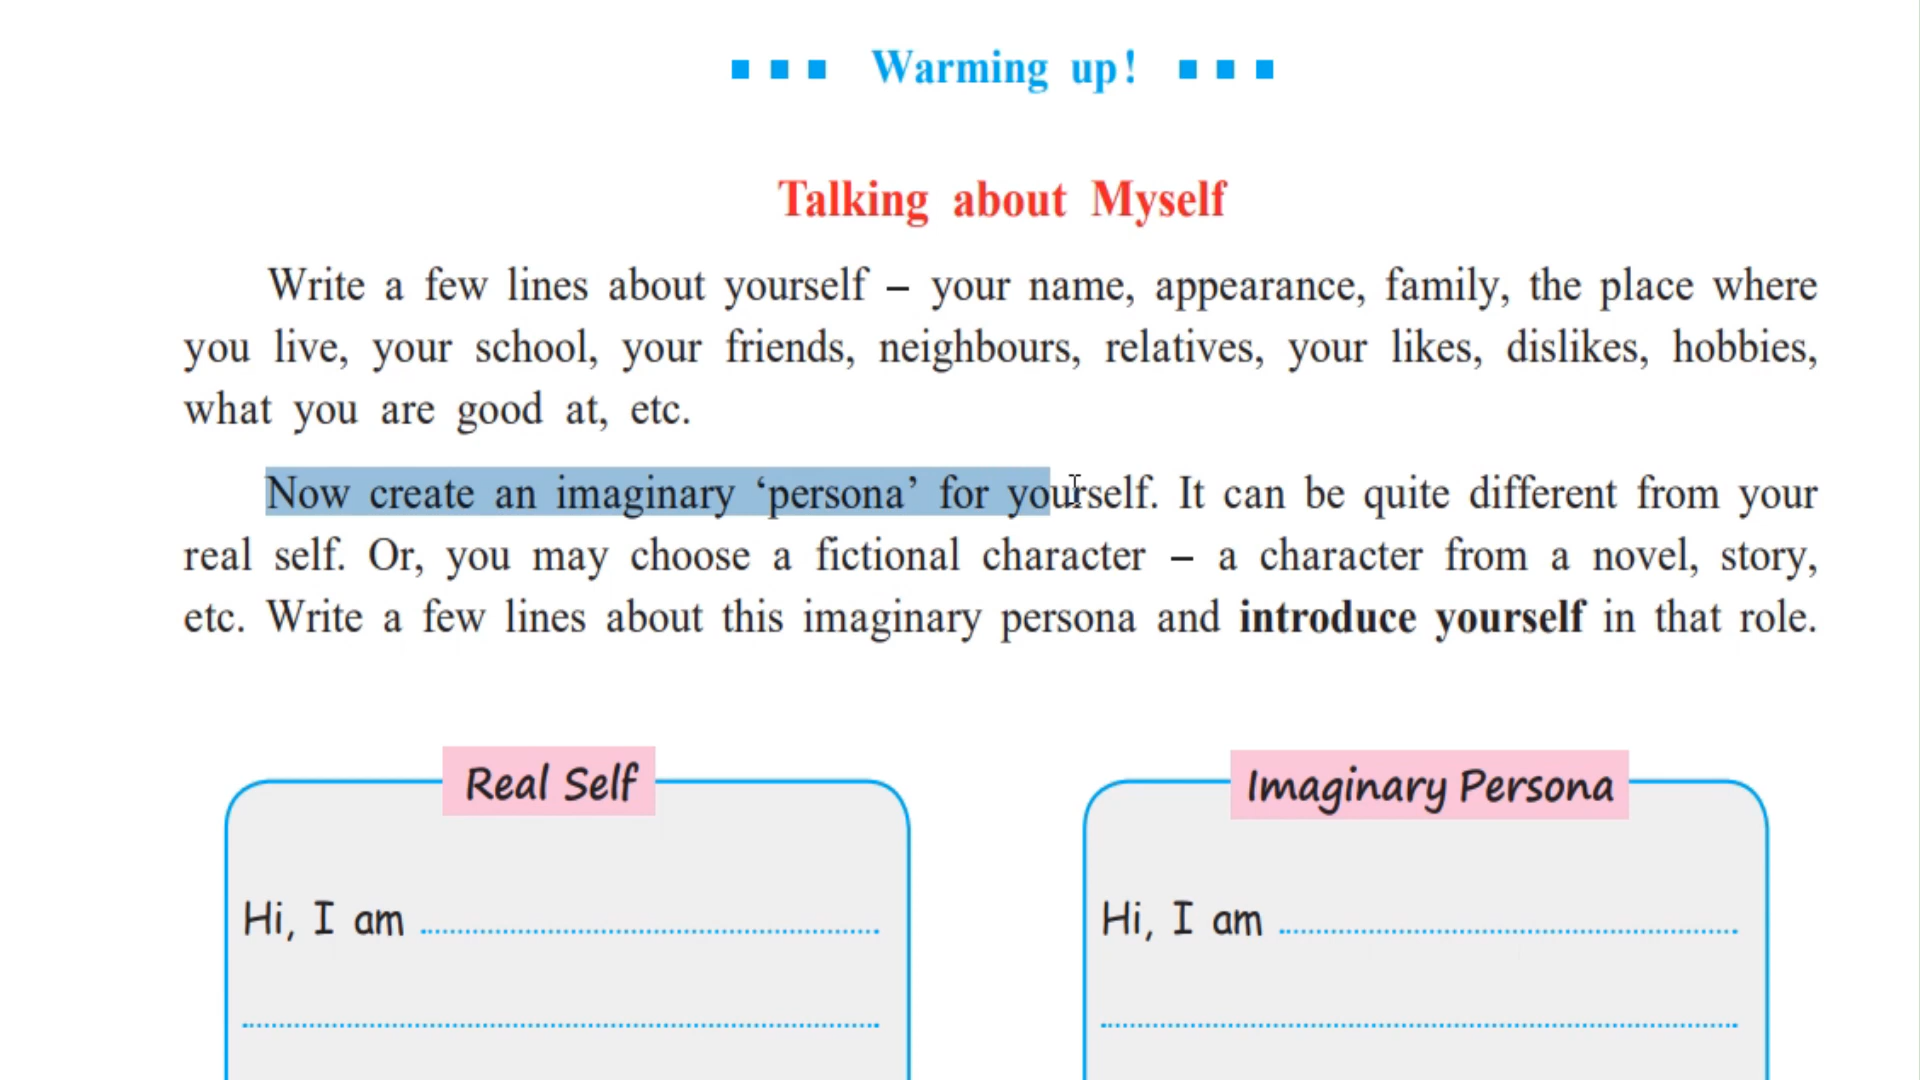 Warming up!
Talking about Myself
Write a few lines about yourself – your name, appearance, family, the place where
you live, your school, your friends, neighbours, relatives, your likes, dislikes, hobbies,
what you are good at, etc.
Now create an imaginary ‘persona’ for yourself. It can be quite different from your
real self. Or, you may choose a fictional character – a character from a novel, story,
etc. Write a few lines about this imaginary persona and introduce yourself in that role.
Real Self
Hi, I am
Imaginary Persona
Hi, I am